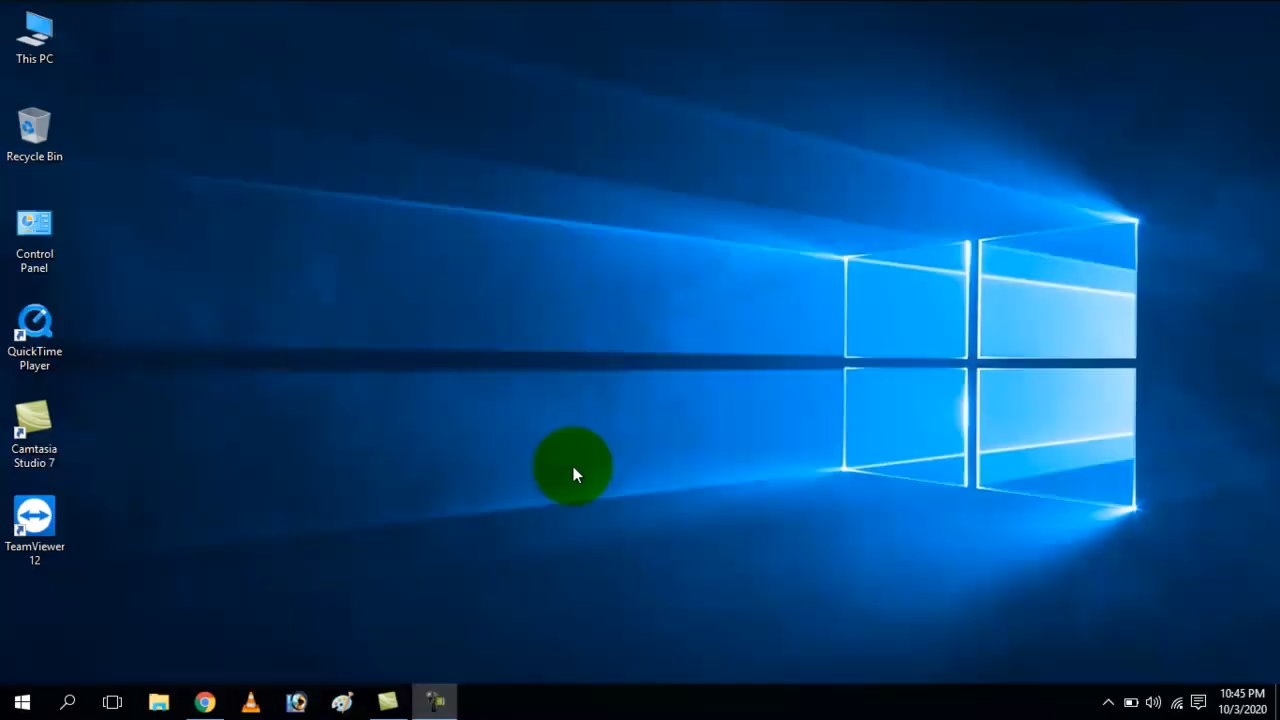 This PC
Recycle Bin
Control
Panel
QuickTime
Player
Camtasia
Studio 7
TeamViewer
12
10:45 PM
10/3/2020